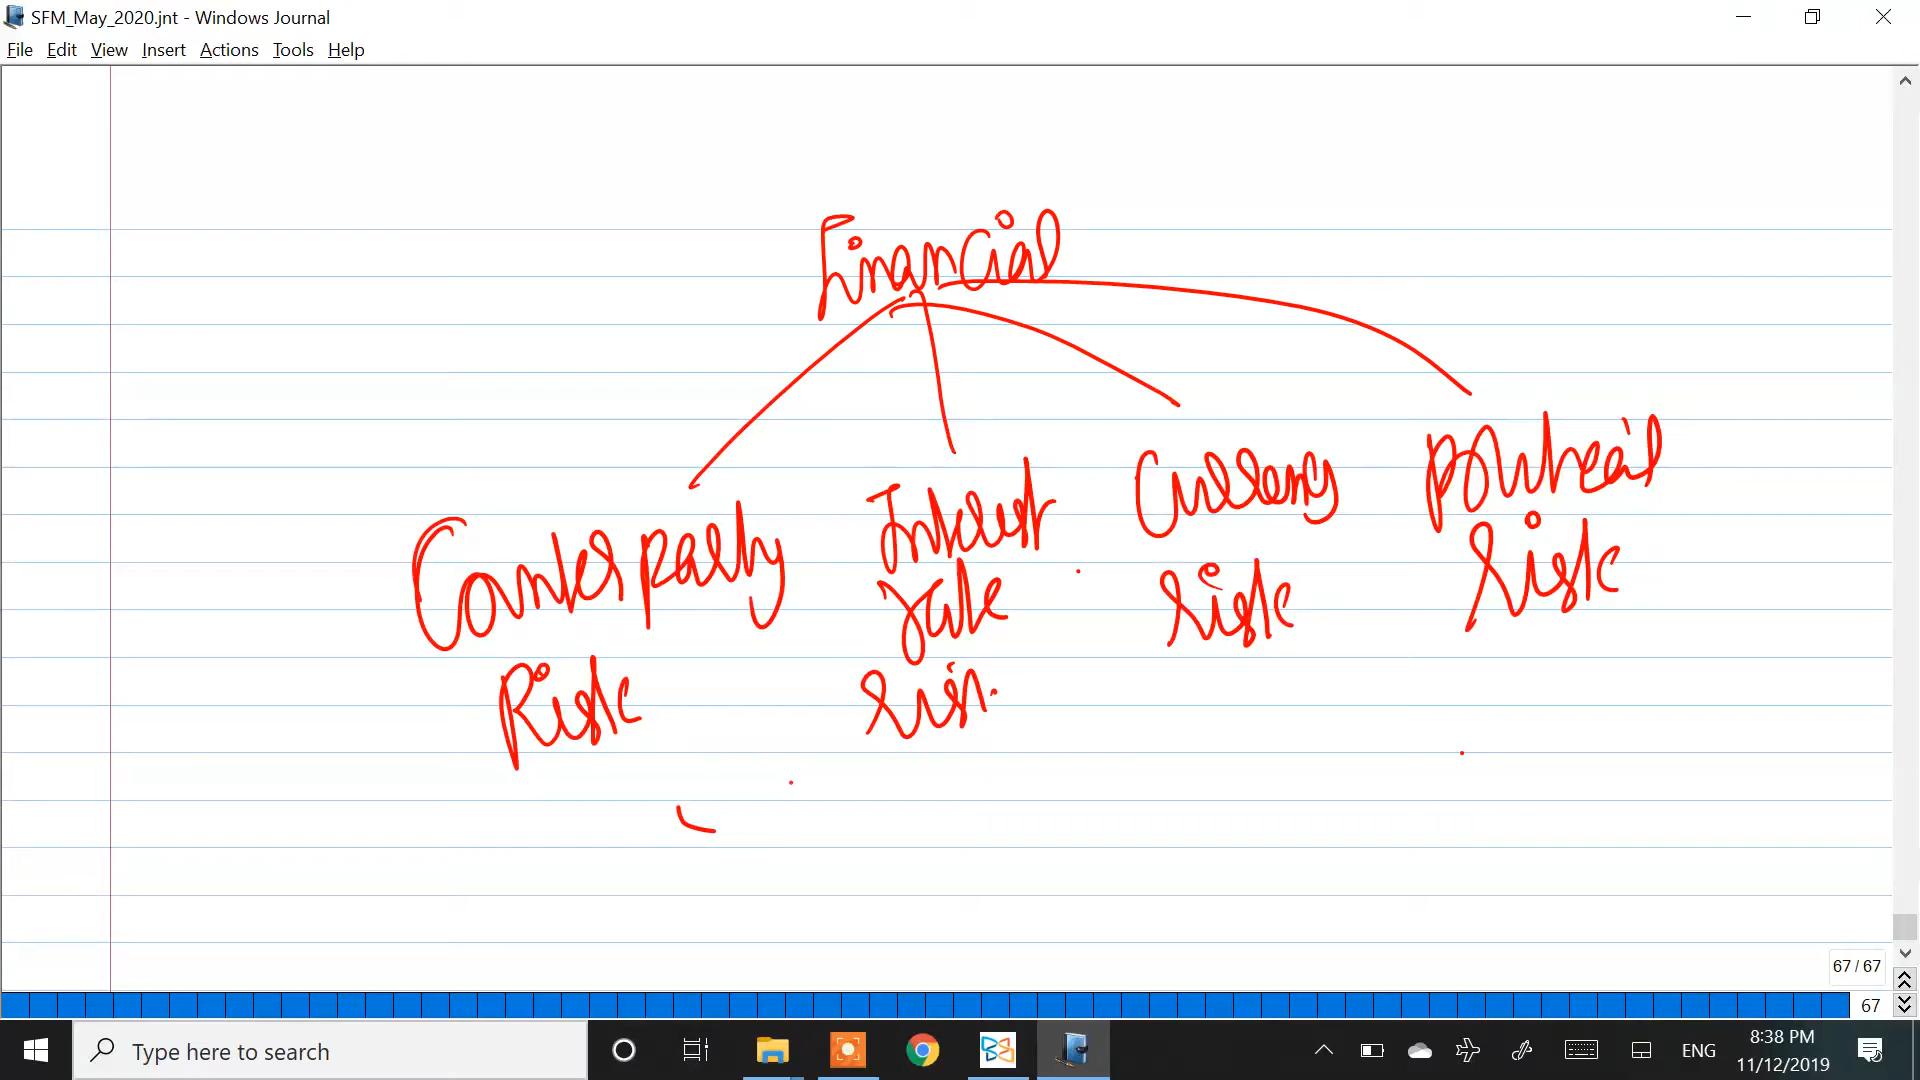 SFM_May_2020.jnt - Windows Journal
File Edit View Insert Actions Tools Help
Financial
Counterparty
Risk
Interest
rate
risk
Currency
risk
Political
risk
67 / 67
67
Type here to search
ENG
8:38 PM
11/12/2019